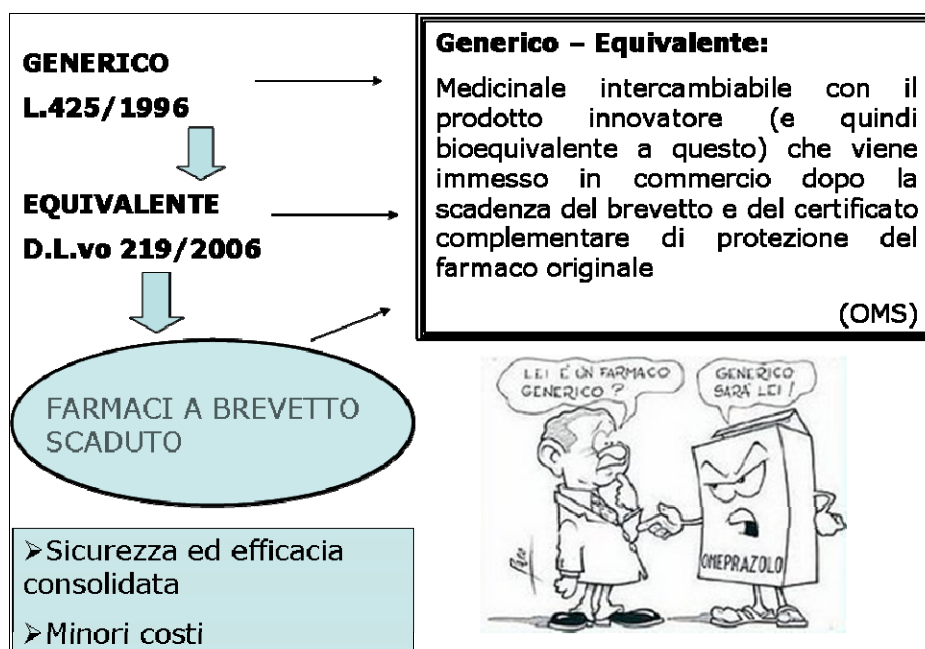 GENERICO
L.425/1996
EQUIVALENTE
D.L.vo 219/2006
FARMACI A BREVETTO
SCADUTO
➢Sicurezza ed efficacia
consolidata
➢Minori costi
Generico – Equivalente:
Medicinale intercambiabile con il
prodotto innovatore (e quindi
bioequivalente a questo) che viene
immesso in commercio dopo la
scadenza del brevetto e del certificato
complementare di protezione del
farmaco originale
(OMS)
LEI È UN FARMACO
GENERICO ?
GENERICO
SARÀ LEI !
OMEPRAZOLO